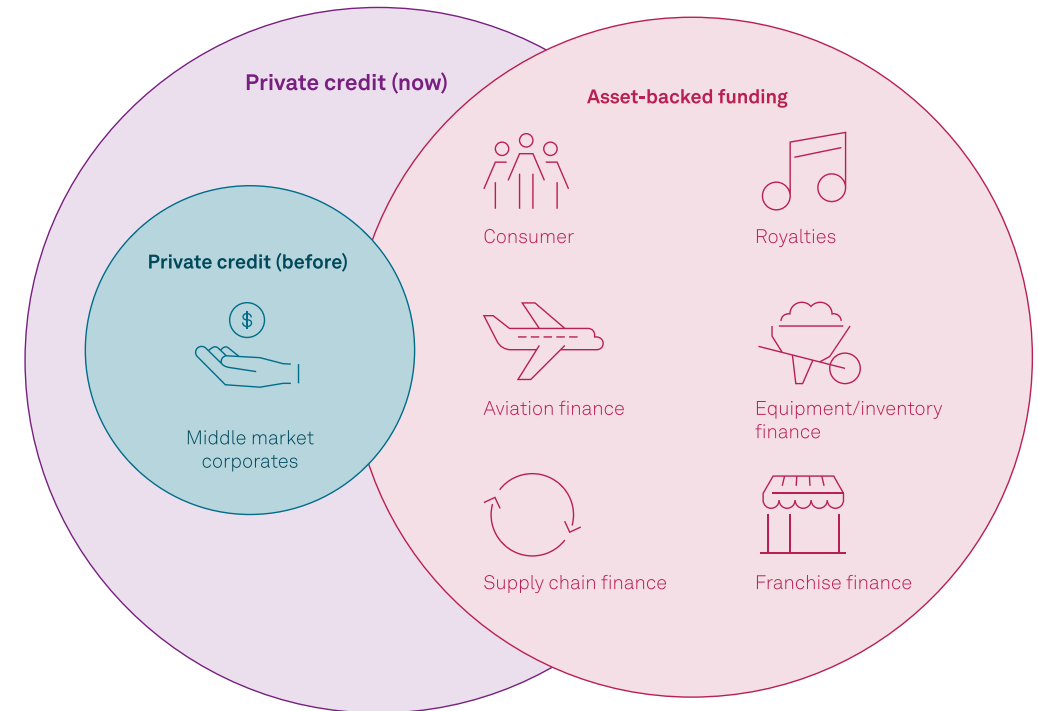 Private credit (now)
Asset-backed funding
Consumer
Royalties
Private credit (before)
$
Middle market
corporates
Aviation finance
Equipment/inventory
finance
Supply chain finance
Franchise finance